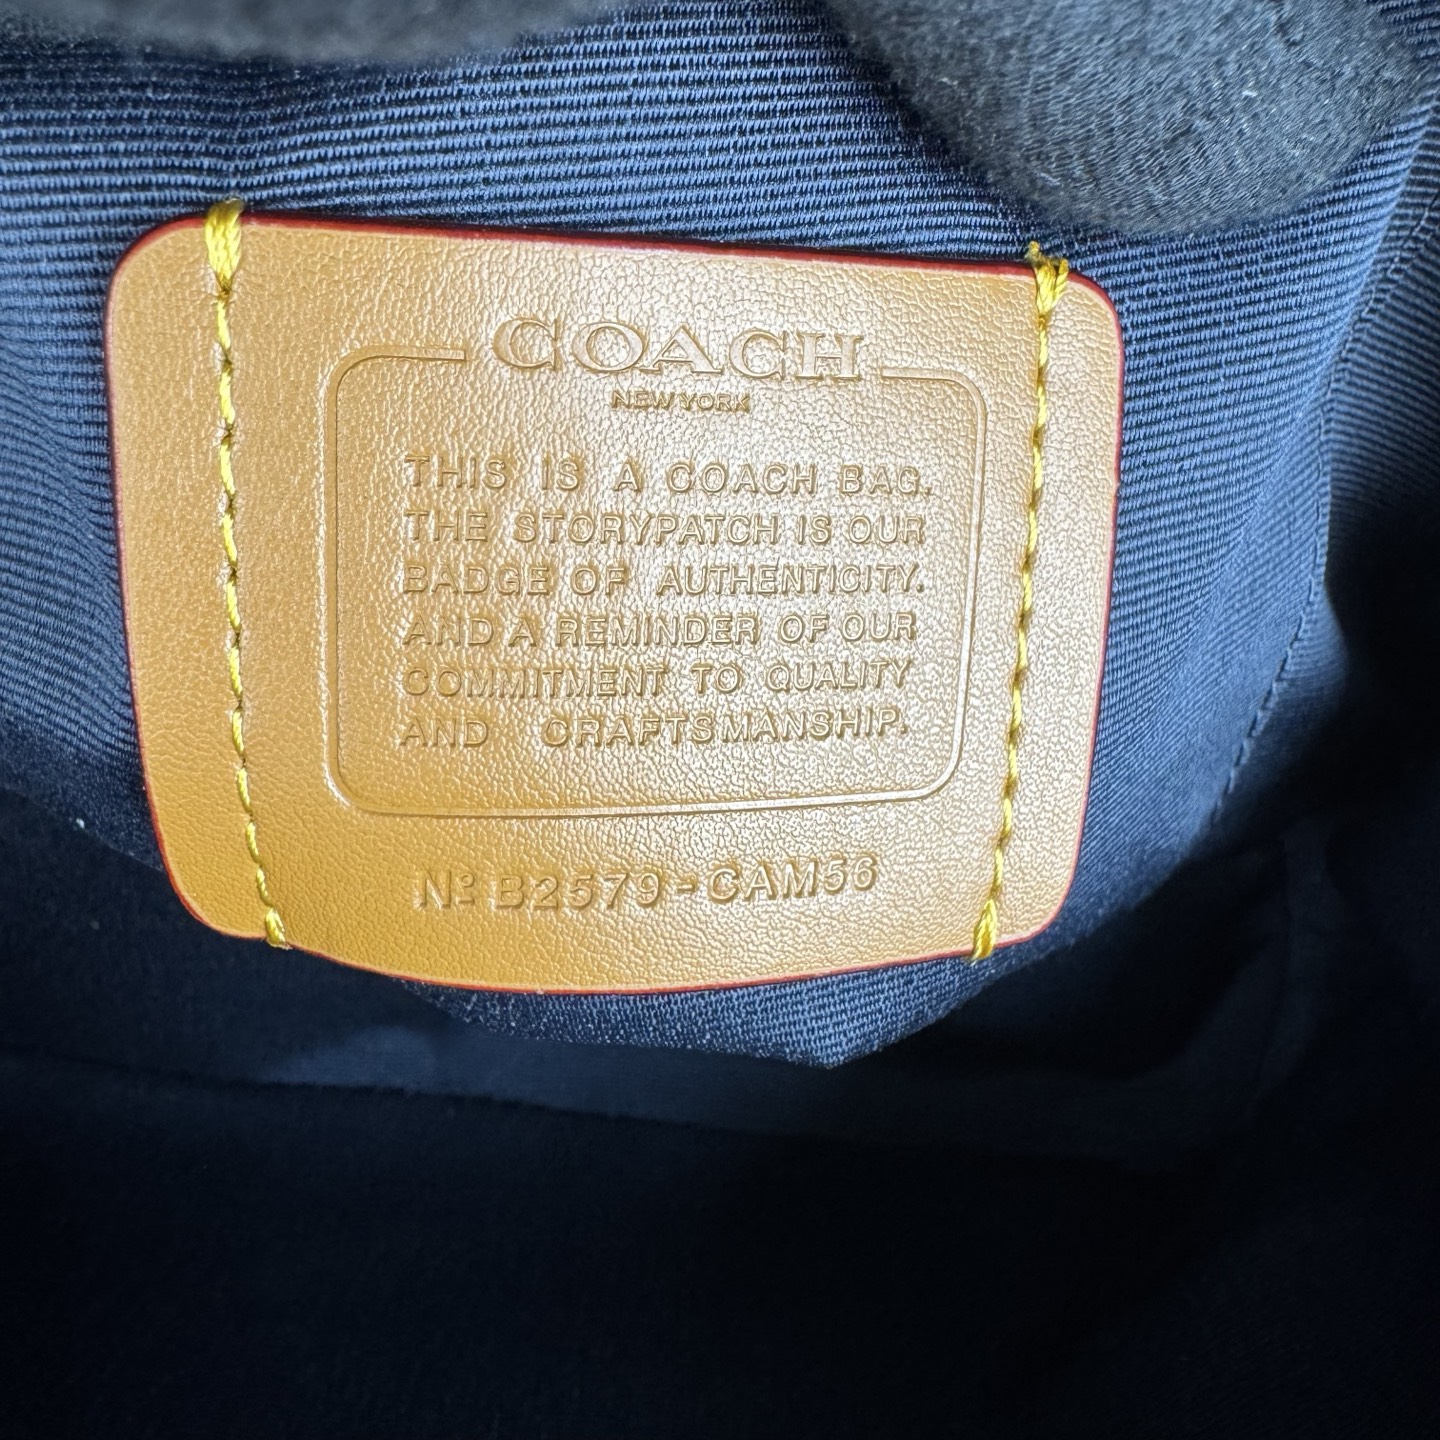 COACH
NEW YORK
THIS IS A COACH BAG.
THE STORYPATCH IS OUR
BADGE OF AUTHENTICITY.
AND A REMINDER OF OUR
COMMITMENT TO QUALITY
AND CRAFTSMANSHIP.
Nº B2579-CAM56